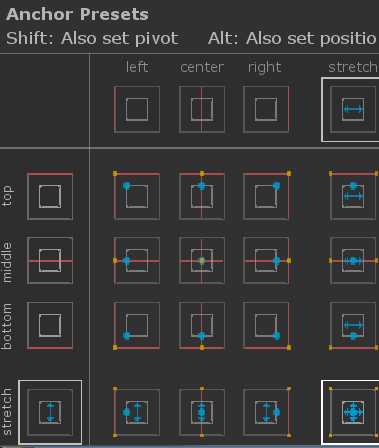 Anchor Presets
Shift: Also set pivot Alt: Also set positio
left center right stretch
top
middle
bottom
stretch